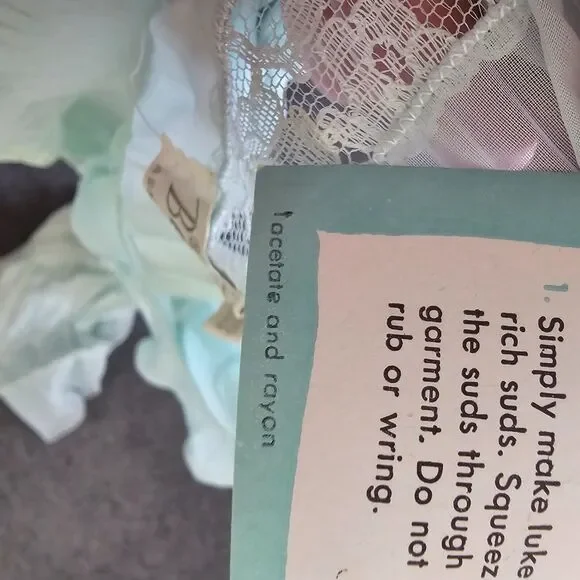 †acetate and rayon
1. Simply make luke
rich suds. Squeez
the suds through
garment. Do not
rub or wring.